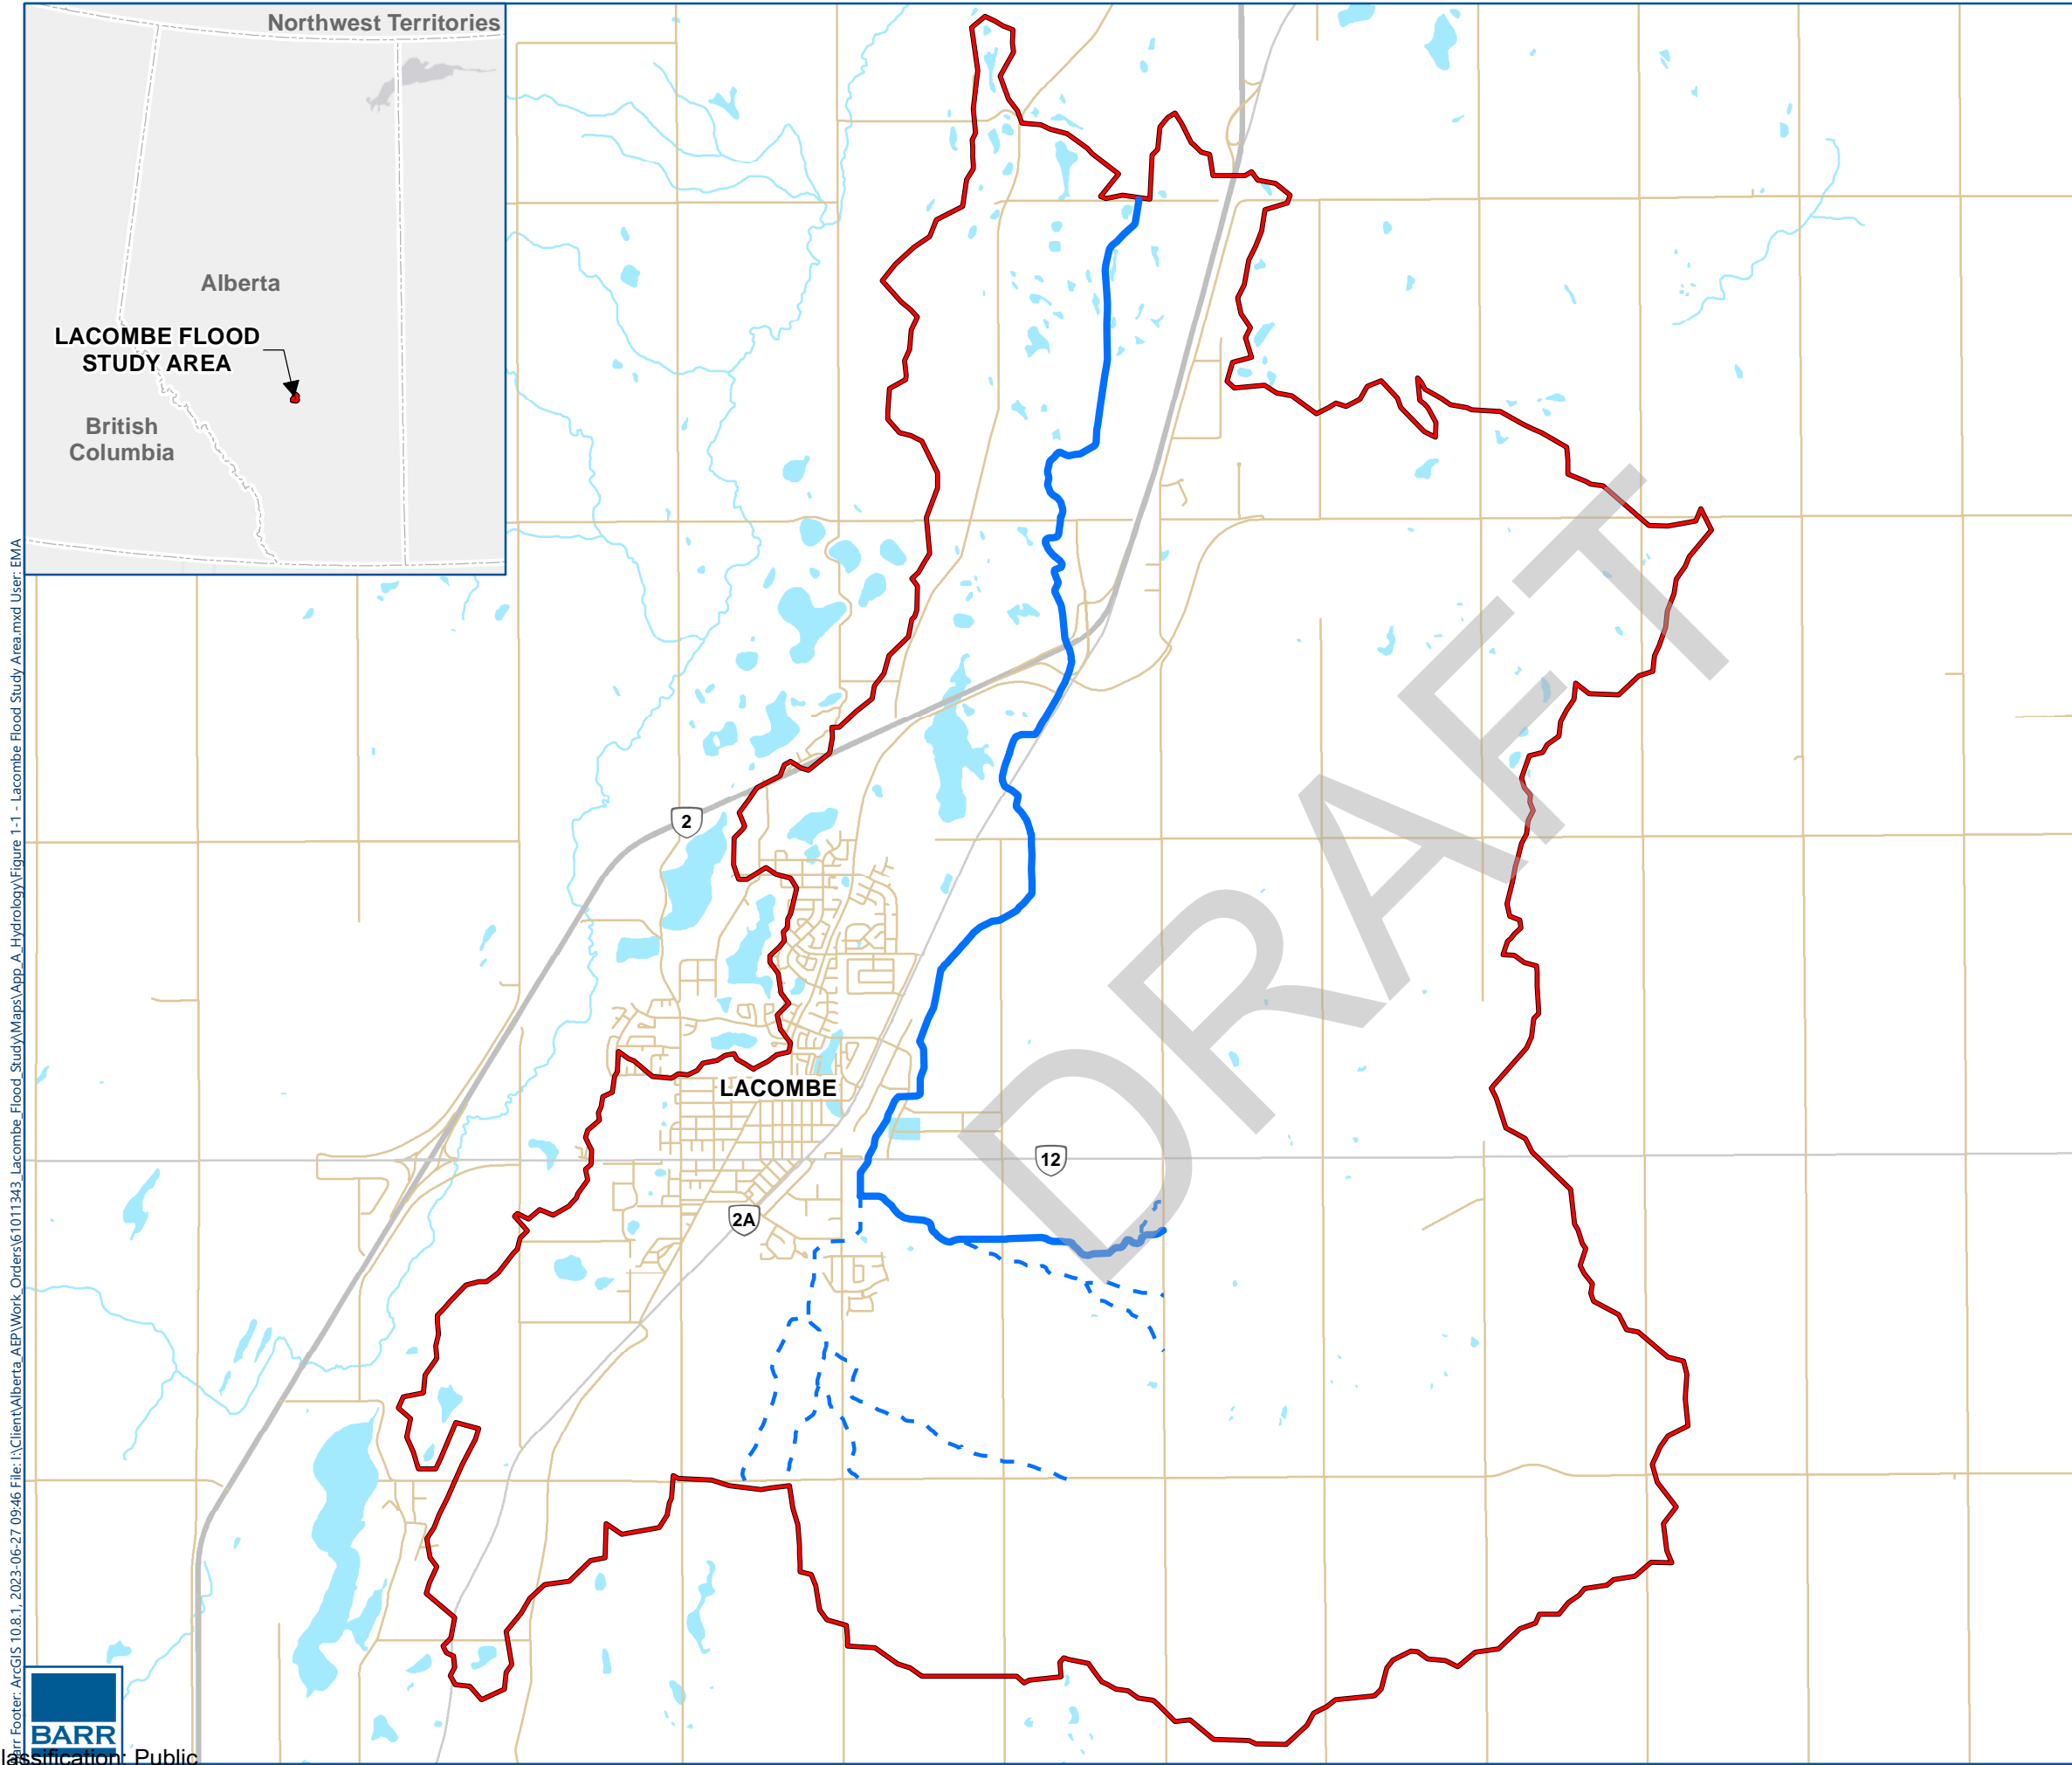 Northwest Territories
Alberta
LACOMBE FLOOD
STUDY AREA
British
Columbia
2
LACOMBE
12
2A
DRAFT
BARR
lassification: Public
arr Footer: ArcGIS 10.8.1, 2023-06-27 09:46 File: I:\Client\Alberta_AEP\Work_Orders\61011343_Lacombe_Flood_Study\Maps\App_A_Hydrology\Figure 1-1 - Lacombe Flood Study Area.mxd User: EMA